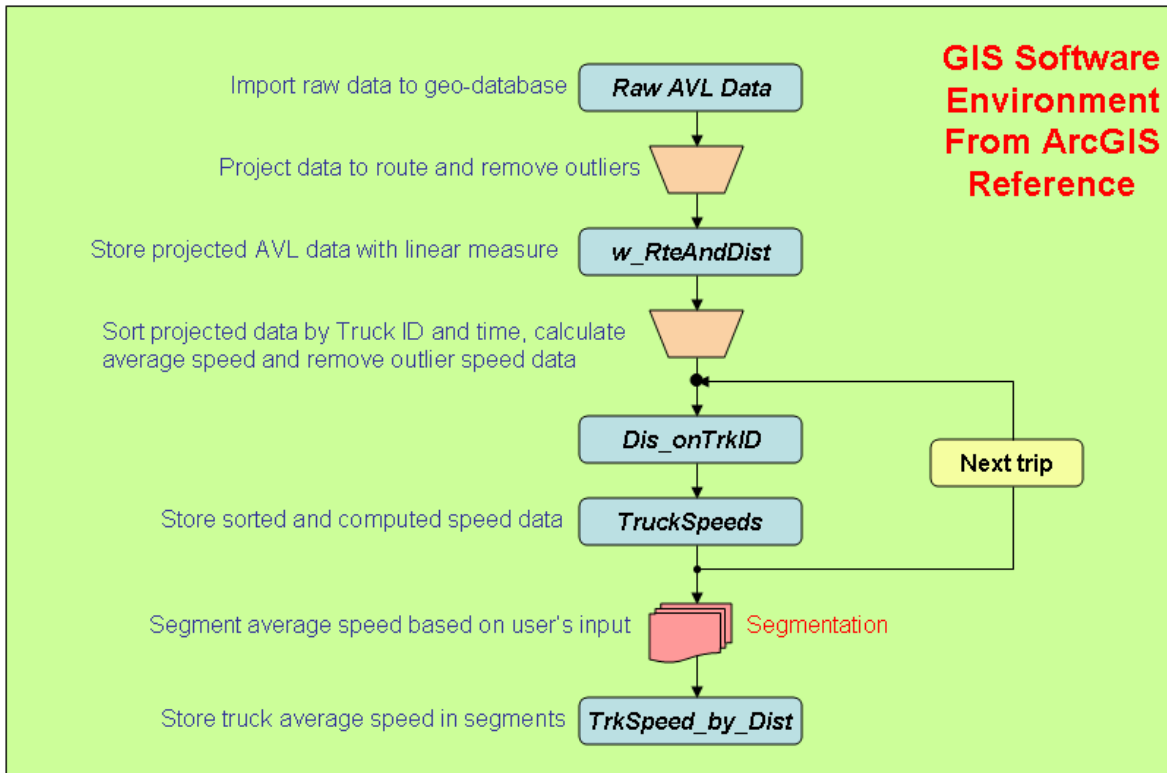 GIS Software
Environment
From ArcGIS
Reference
Import raw data to geo-database
Raw AVL Data
Project data to route and remove outliers
Store projected AVL data with linear measure
w_RteAndDist
Sort projected data by Truck ID and time, calculate
average speed and remove outlier speed data
Dis_onTrkID
Next trip
Store sorted and computed speed data
TruckSpeeds
Segment average speed based on user's input
Segmentation
Store truck average speed in segments
TrkSpeed_by_Dist